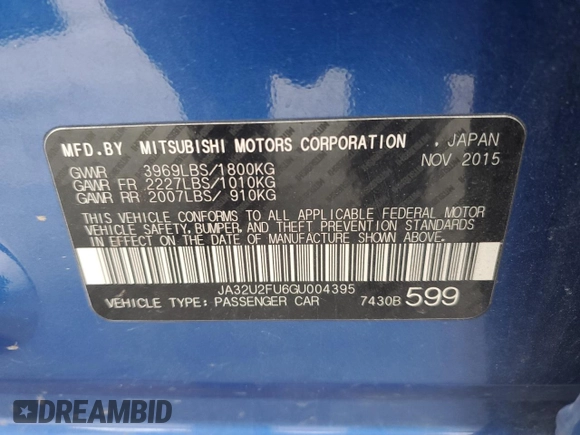 MFD.BY MITSUBISHI MOTORS CORPORATION . JAPAN
NOV 2015
GVWR 3969LBS/1800KG
GAWR FR 2227LBS/1010KG
GAWR RR 2007LBS/ 910KG
THIS VEHICLE CONFORMS TO ALL APPLICABLE FEDERAL MOTOR
VEHICLE SAFETY, BUMPER, AND THEFT PREVENTION STANDARDS
IN EFFECT ON THE DATE OF MANUFACTURE SHOWN ABOVE.
JA32U2FU6GU004395
VEHICLE TYPE: PASSENGER CAR 7430B 599
DREAMBID